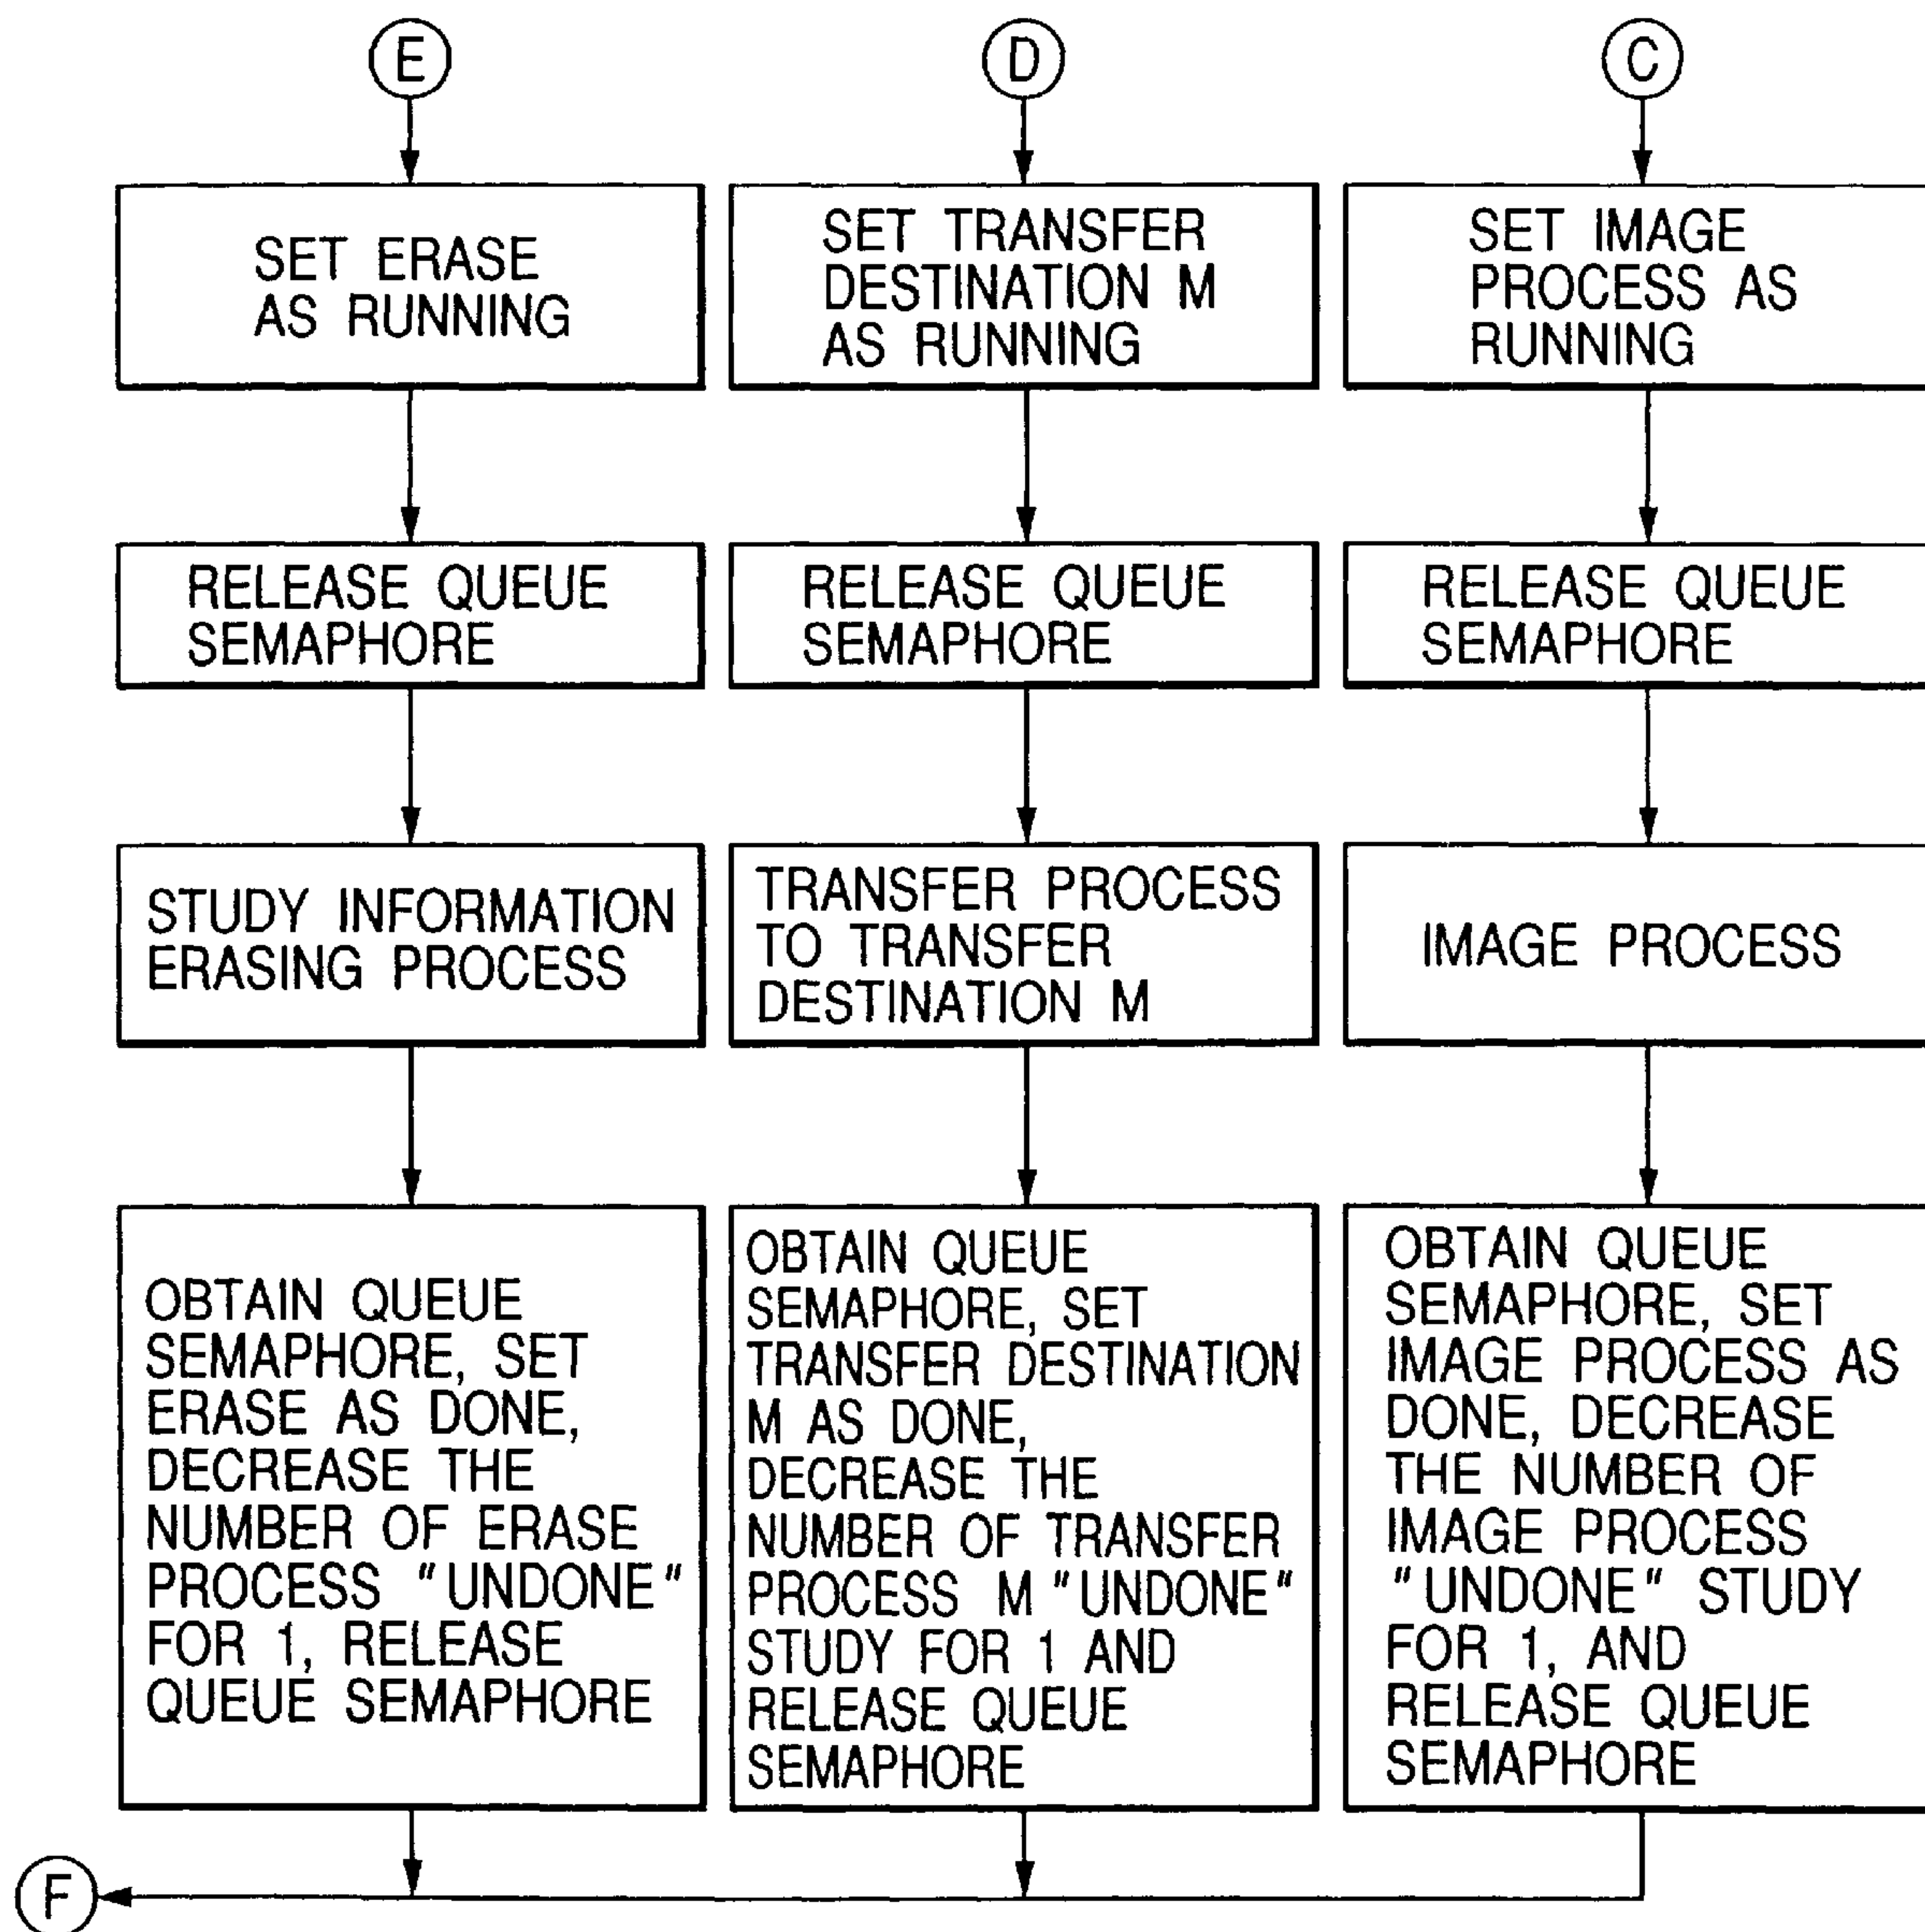 E
D
C
SET ERASE
AS RUNNING
SET TRANSFER
DESTINATION M
AS RUNNING
SET IMAGE
PROCESS AS
RUNNING
RELEASE QUEUE
SEMAPHORE
RELEASE QUEUE
SEMAPHORE
RELEASE QUEUE
SEMAPHORE
STUDY INFORMATION
ERASING PROCESS
TRANSFER PROCESS
TO TRANSFER
DESTINATION M
IMAGE PROCESS
OBTAIN QUEUE
SEMAPHORE, SET
ERASE AS DONE,
DECREASE THE
NUMBER OF ERASE
PROCESS "UNDONE"
FOR 1, RELEASE
QUEUE SEMAPHORE
OBTAIN QUEUE
SEMAPHORE, SET
TRANSFER DESTINATION
M AS DONE,
DECREASE THE
NUMBER OF TRANSFER
PROCESS M "UNDONE"
STUDY FOR 1 AND
RELEASE QUEUE
SEMAPHORE
OBTAIN QUEUE
SEMAPHORE, SET
IMAGE PROCESS AS
DONE, DECREASE
THE NUMBER OF
IMAGE PROCESS
"UNDONE" STUDY
FOR 1, AND
RELEASE QUEUE
SEMAPHORE
F